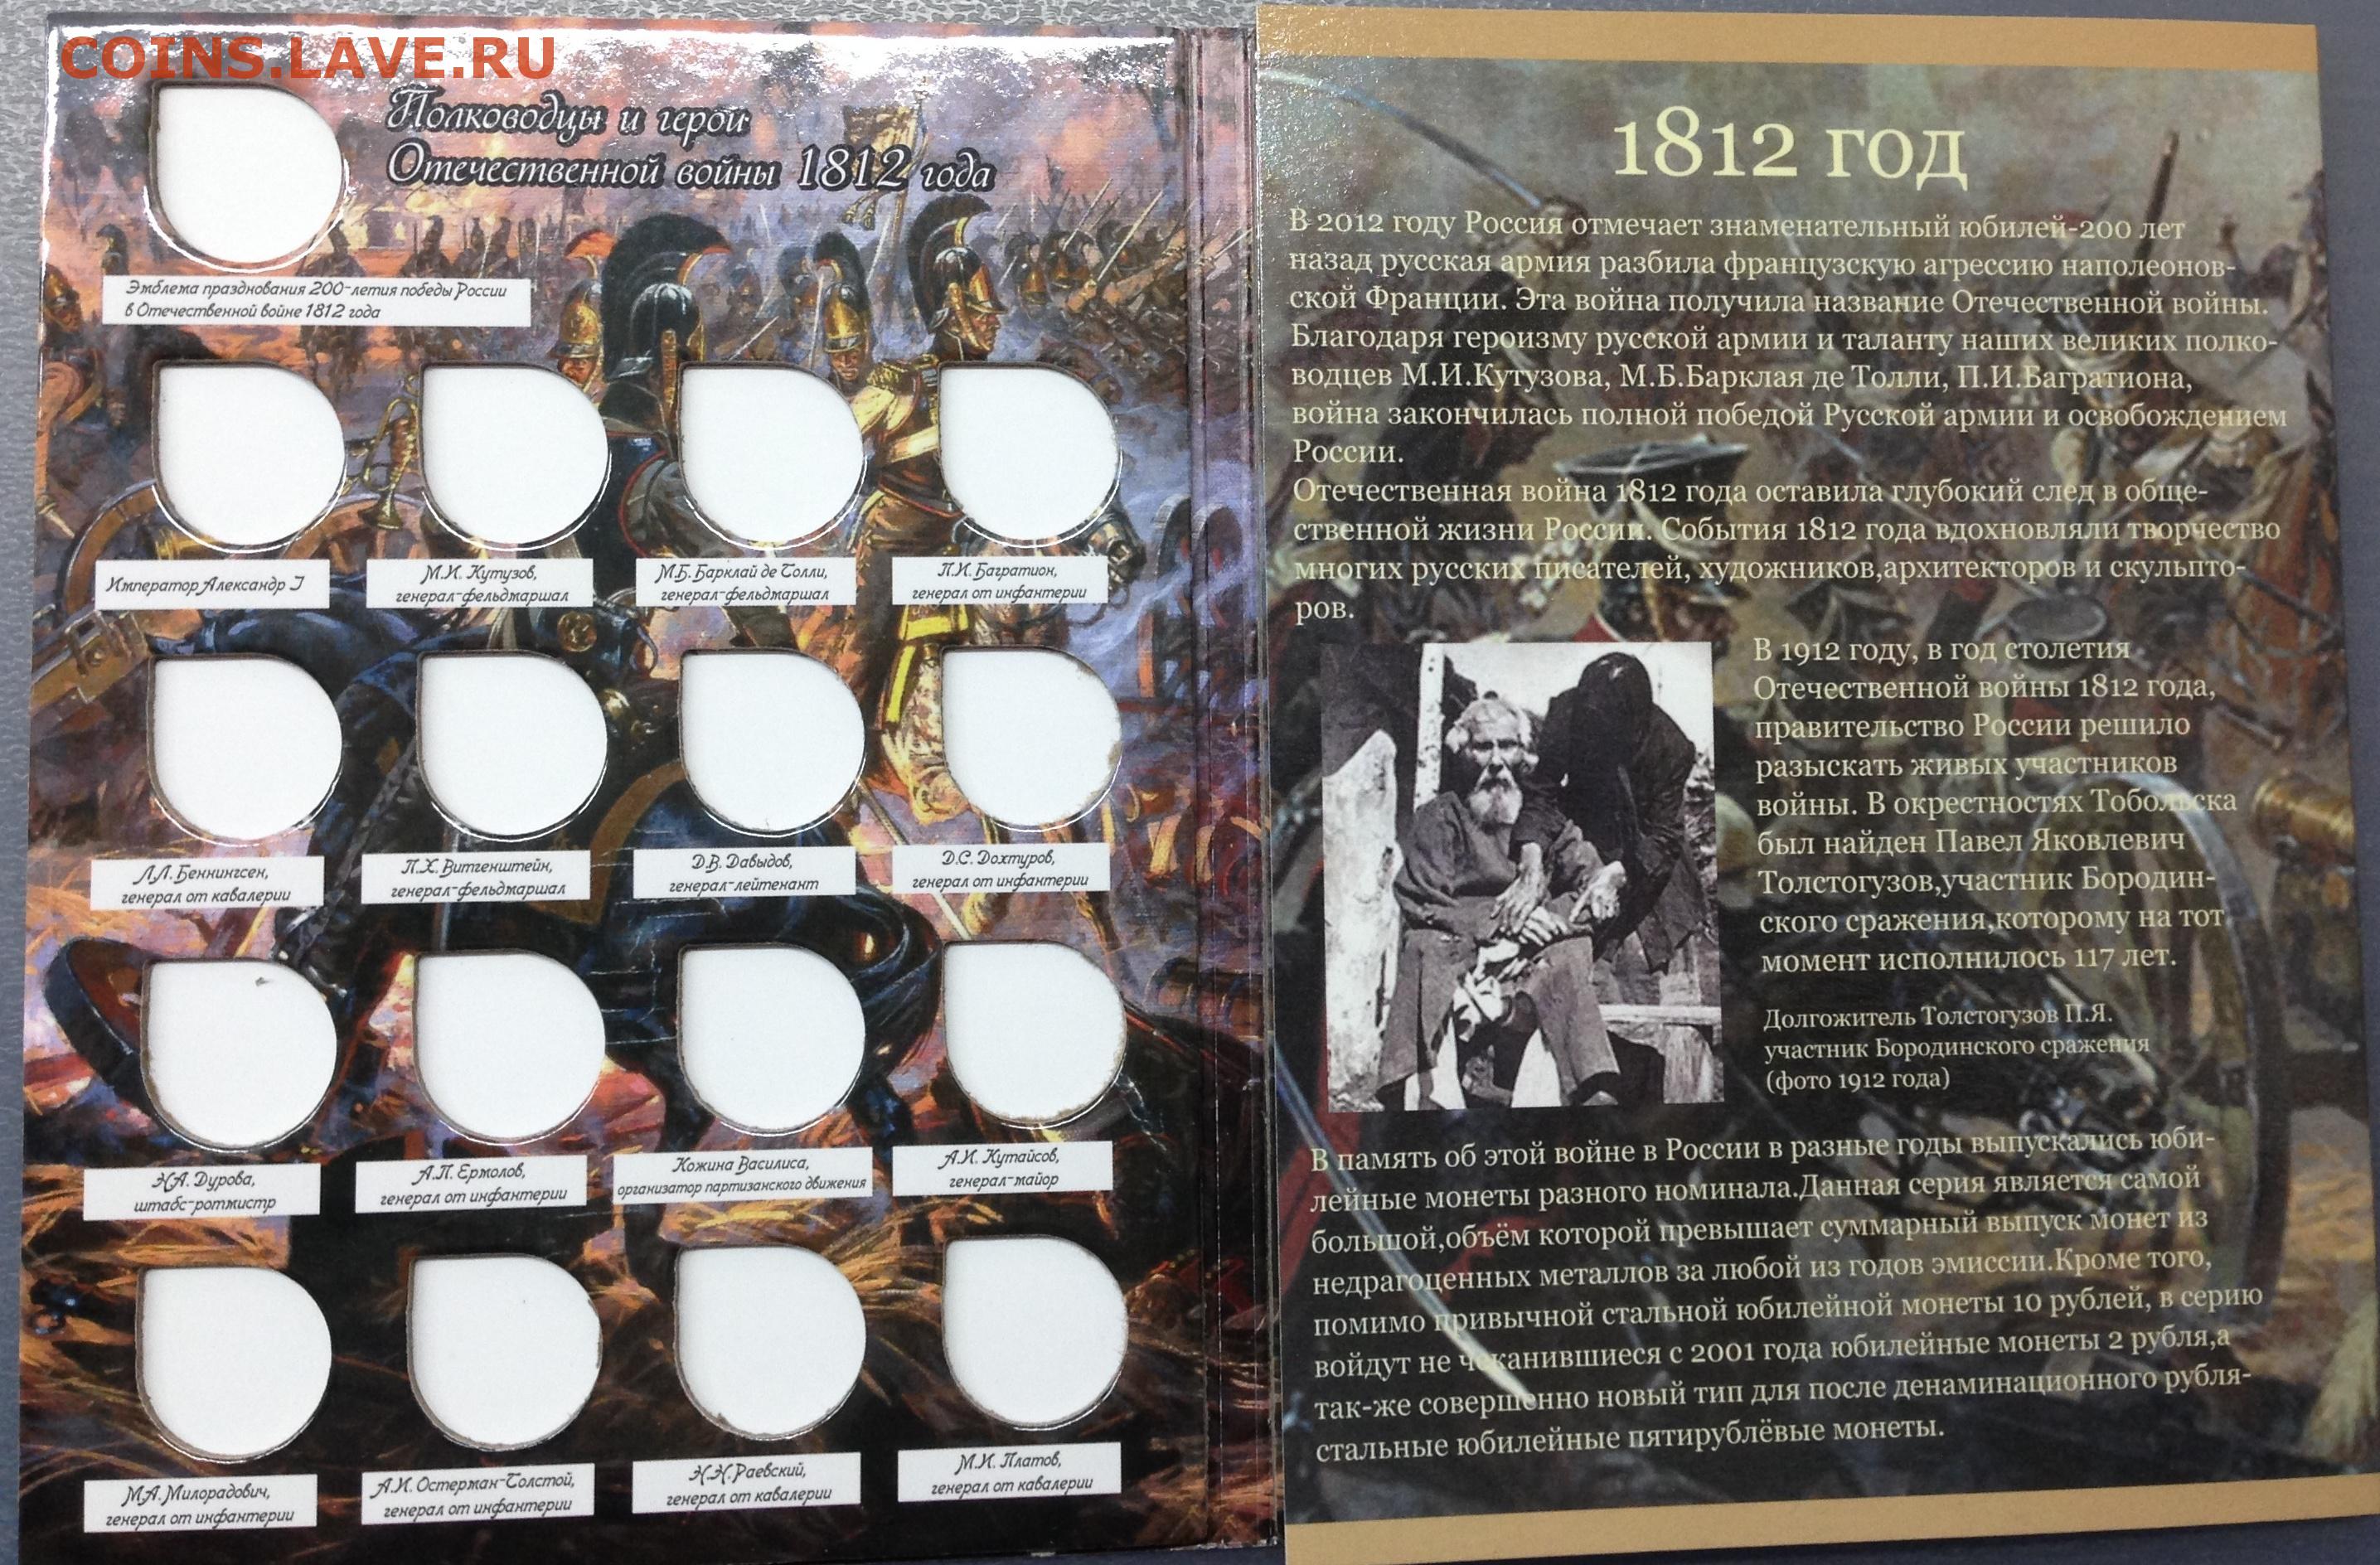 COINS.LAVE.RU
Полководцы и герои
Отечественной войны 1812 года
Эмблема празднования 200-летия победы России
в Отечественной войне 1812 года
Император Александр I
М.И. Кутузов,
генерал-фельдмаршал
М.Б. Барклай де Толли,
генерал-фельдмаршал
П.И. Багратион,
генерал от инфантерии
Л.Л. Беннингсен,
генерал от кавалерии
П.Х. Витгенштейн,
генерал-фельдмаршал
Д.В. Давыдов,
генерал-лейтенант
Д.С. Дохтуров,
генерал от инфантерии
Н.А. Дурова,
штабс-ротмистр
А.П. Ермолов,
генерал от инфантерии
Кожина Василиса,
организатор партизанского движения
А.И. Кутайсов,
генерал-майор
М.А. Милорадович,
генерал от инфантерии
А.И. Остерман-Толстой,
генерал от инфантерии
Н.Н. Раевский,
генерал от кавалерии
М.И. Платов,
генерал от кавалерии
1812 год
В 2012 году Россия отмечает знаменательный юбилей-200 лет
назад русская армия разбила французскую агрессию наполеонов-
ской Франции. Эта война получила название Отечественной войны.
Благодаря героизму русской армии и таланту наших великих полко-
водцев М.И.Кутузова, М.Б.Барклая де Толли, П.И.Багратиона,
война закончилась полной победой Русской армии и освобождением
России.
Отечественная война 1812 года оставила глубокий след в обще-
ственной жизни России. События 1812 года вдохновляли творчество
многих русских писателей, художников,архитекторов и скульпто-
ров.
В 1912 году, в год столетия
Отечественной войны 1812 года,
правительство России решило
разыскать живых участников
войны. В окрестностях Тобольска
был найден Павел Яковлевич
Толстогузов,участник Бородин-
ского сражения,которому на тот
момент исполнилось 117 лет.
Долгожитель Толстогузов П.Я.
участник Бородинского сражения
(фото 1912 года)
В память об этой войне в России в разные годы выпускались юби-
лейные монеты разного номинала.Данная серия является самой
большой,объём которой превышает суммарный выпуск монет из
недрагоценных металлов за любой из годов эмиссии.Кроме того,
помимо привычной стальной юбилейной монеты 10 рублей, в серию
войдут не чеканившиеся с 2001 года юбилейные монеты 2 рубля,а
так-же совершенно новый тип для после денаминационного рубля-
стальные юбилейные пятирублёвые монеты.